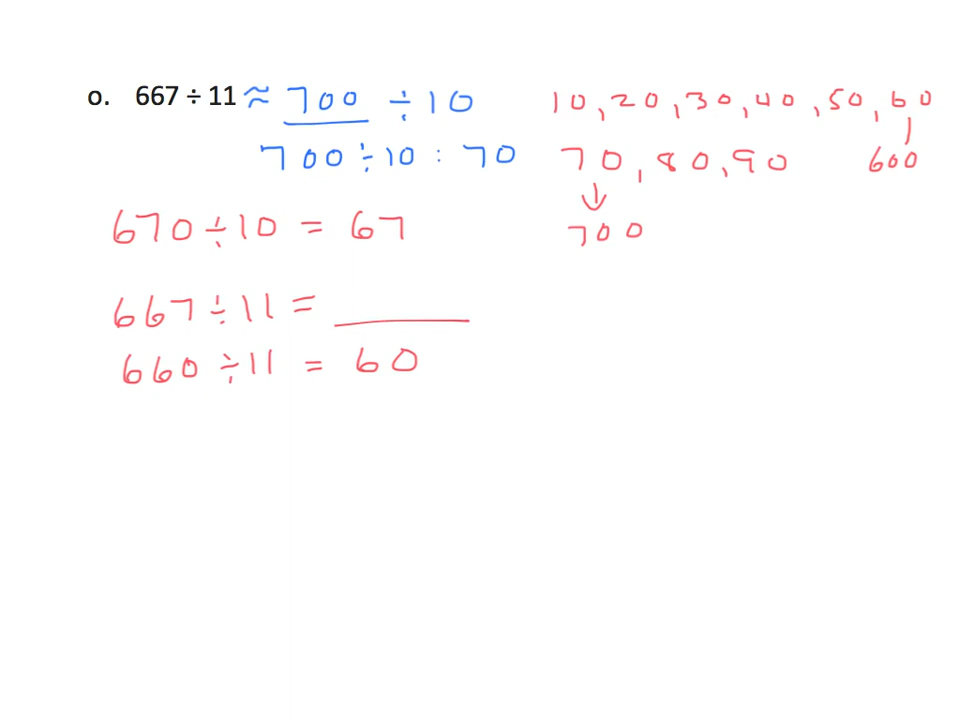 o. 667 ÷ 11 ≈ 700 ÷ 10
700 ÷ 10 : 70
10, 20, 30, 40, 50, 60
600
70, 80, 90
700
670 ÷ 10 = 67
667 ÷ 11 = ______
660 ÷ 11 = 60